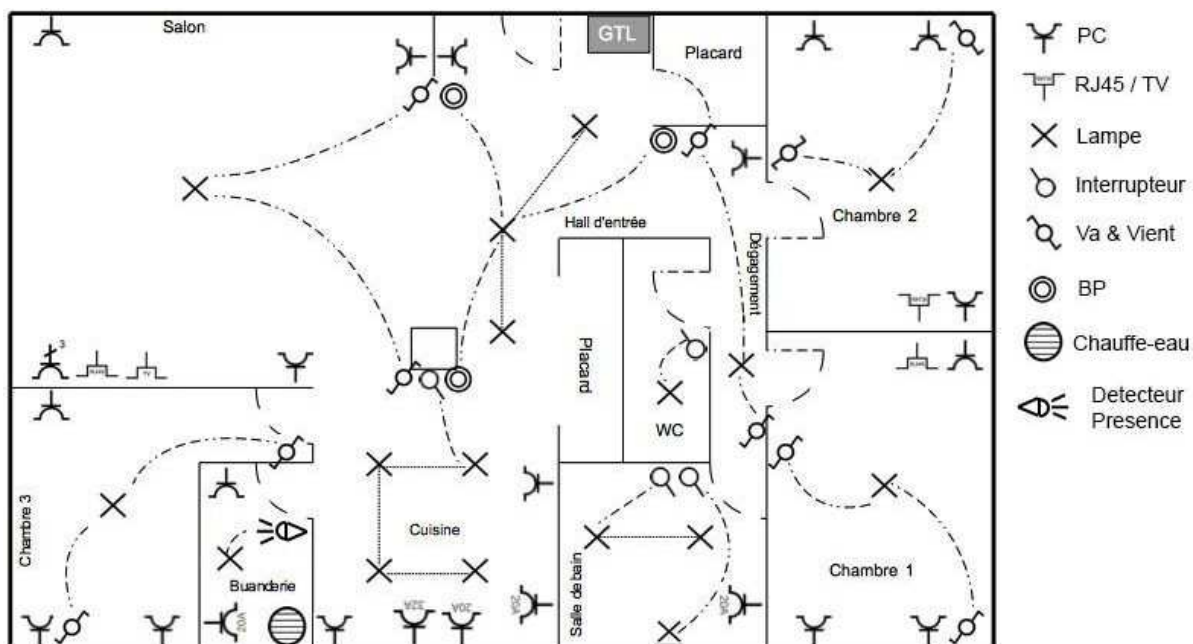 Salon
GTL
Placard
PC
RJ45 / TV
Lampe
Interrupteur
Va & Vient
BP
Chauffe-eau
Detecteur
Presence
Chambre 2
Hall d'entrée
Dégagement
3
TV
Placard
WC
Chambre 3
Cuisine
Buanderie
20A
32A
20A
20A
Salle de bain
20A
Chambre 1